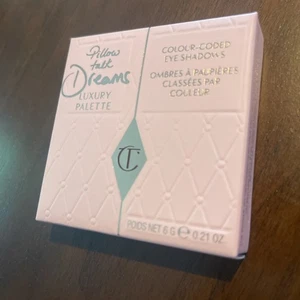 Pillow
talk
Dreams
LUXURY
PALETTE
COLOUR-CODED
EYE SHADOWS
OMBRES À PAUPIÈRES
CLASSÉES PAR
COULEUR
CT
POIDS NET 6 G ℮ 0.21 OZ